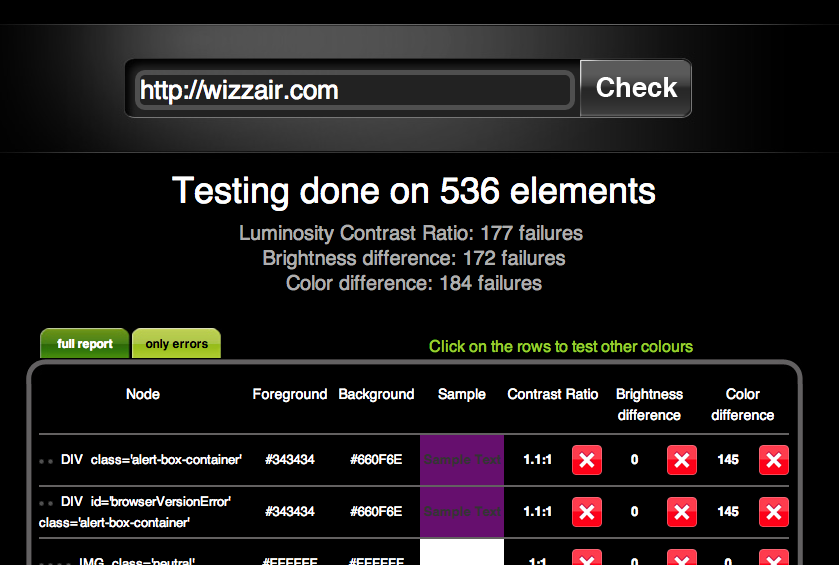 http://wizzair.com
Check
Testing done on 536 elements
Luminosity Contrast Ratio: 177 failures
Brightness difference: 172 failures
Color difference: 184 failures
full report only errors
Click on the rows to test other colours
Node Foreground Background Sample Contrast Ratio Brightness difference Color difference
DIV class='alert-box-container' #343434 #660F6E Sample Text 1.1:1 0 145
DIV id='browserVersionError' class='alert-box-container' #343434 #660F6E Sample Text 1.1:1 0 145
IMG class='neutral' #FFFFFF #FFFFFF 1:1 0 0